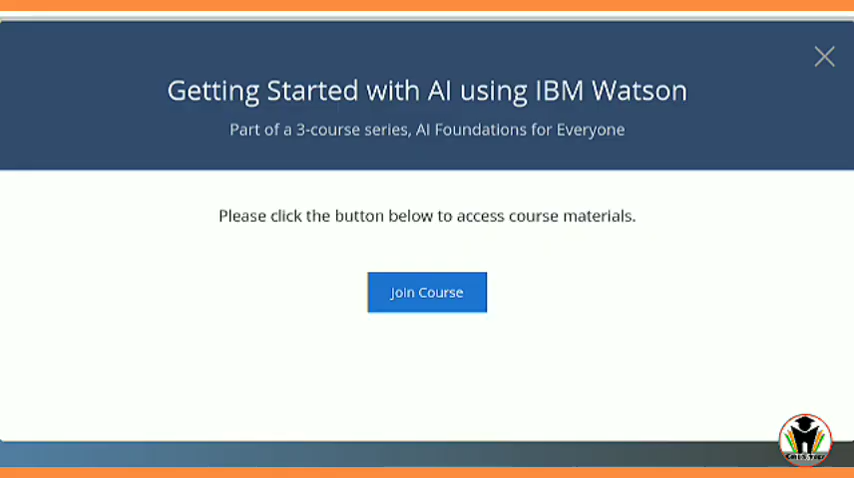 Getting Started with AI using IBM Watson
Part of a 3-course series, AI Foundations for Everyone
Please click the button below to access course materials.
Join Course